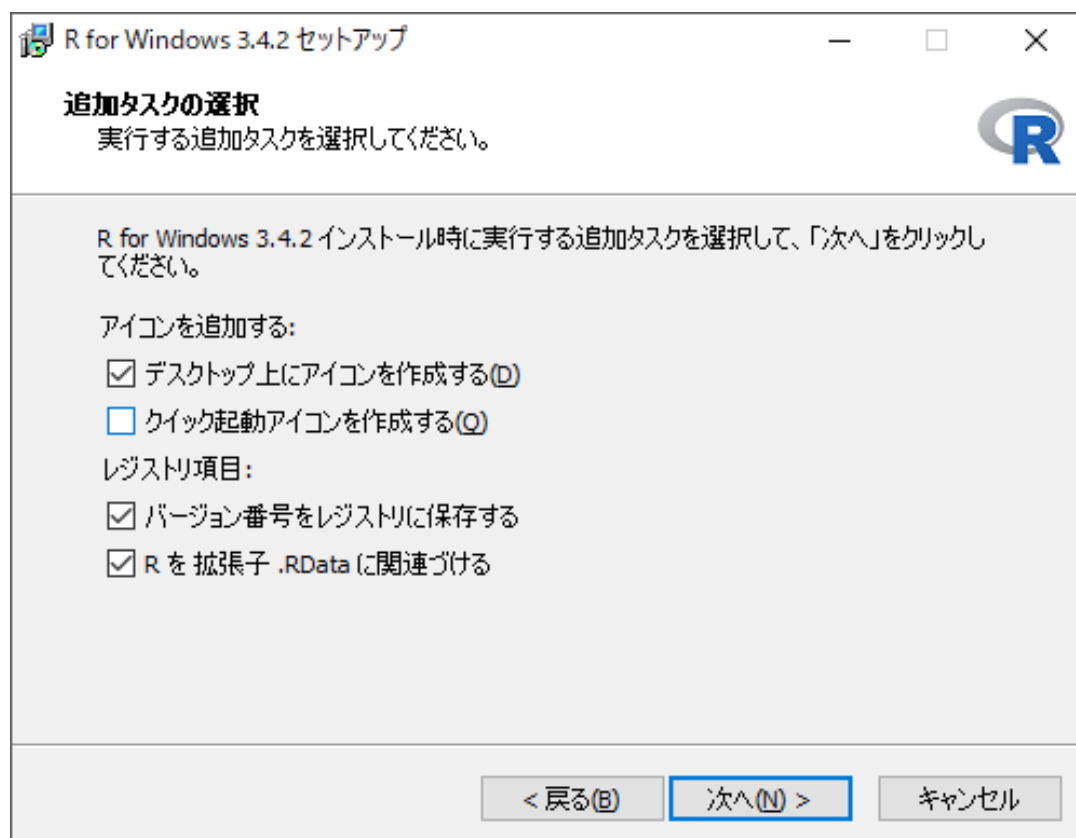 R for Windows 3.4.2 セットアップ
追加タスクの選択
実行する追加タスクを選択してください。
R
R for Windows 3.4.2 インストール時に実行する追加タスクを選択して、「次へ」をクリックし
てください。
アイコンを追加する:
デスクトップ上にアイコンを作成する(D)
クイック起動アイコンを作成する(Q)
レジストリ項目:
バージョン番号をレジストリに保存する
R を 拡張子 .RData に関連づける
< 戻る(B)
次へ(N) >
キャンセル